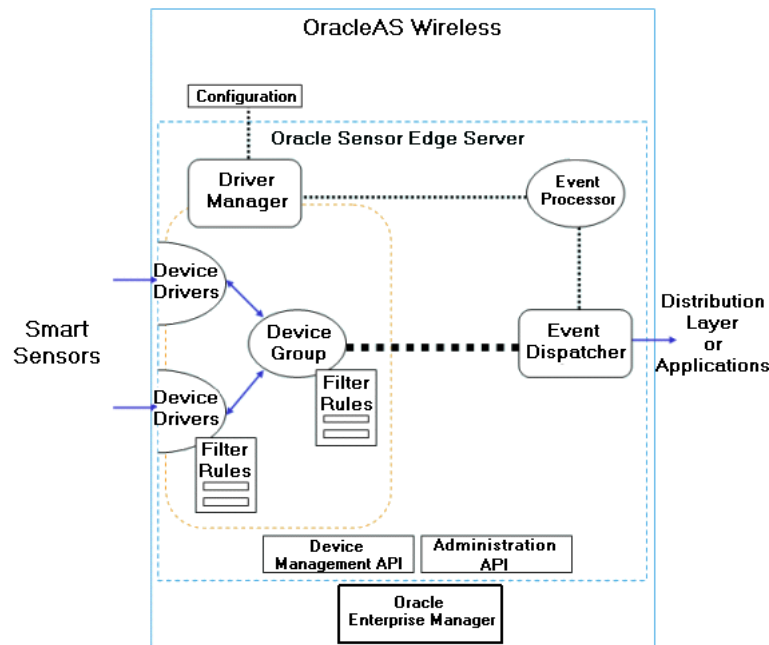 OracleAS Wireless
Configuration
Oracle Sensor Edge Server
Driver
Manager
Event
Processor
Device
Drivers
Smart
Sensors
Device
Group
Event
Dispatcher
Distribution
Layer
or
Applications
Device
Drivers
Filter
Rules
Filter
Rules
Device
Management API
Administration
API
Oracle
Enterprise Manager